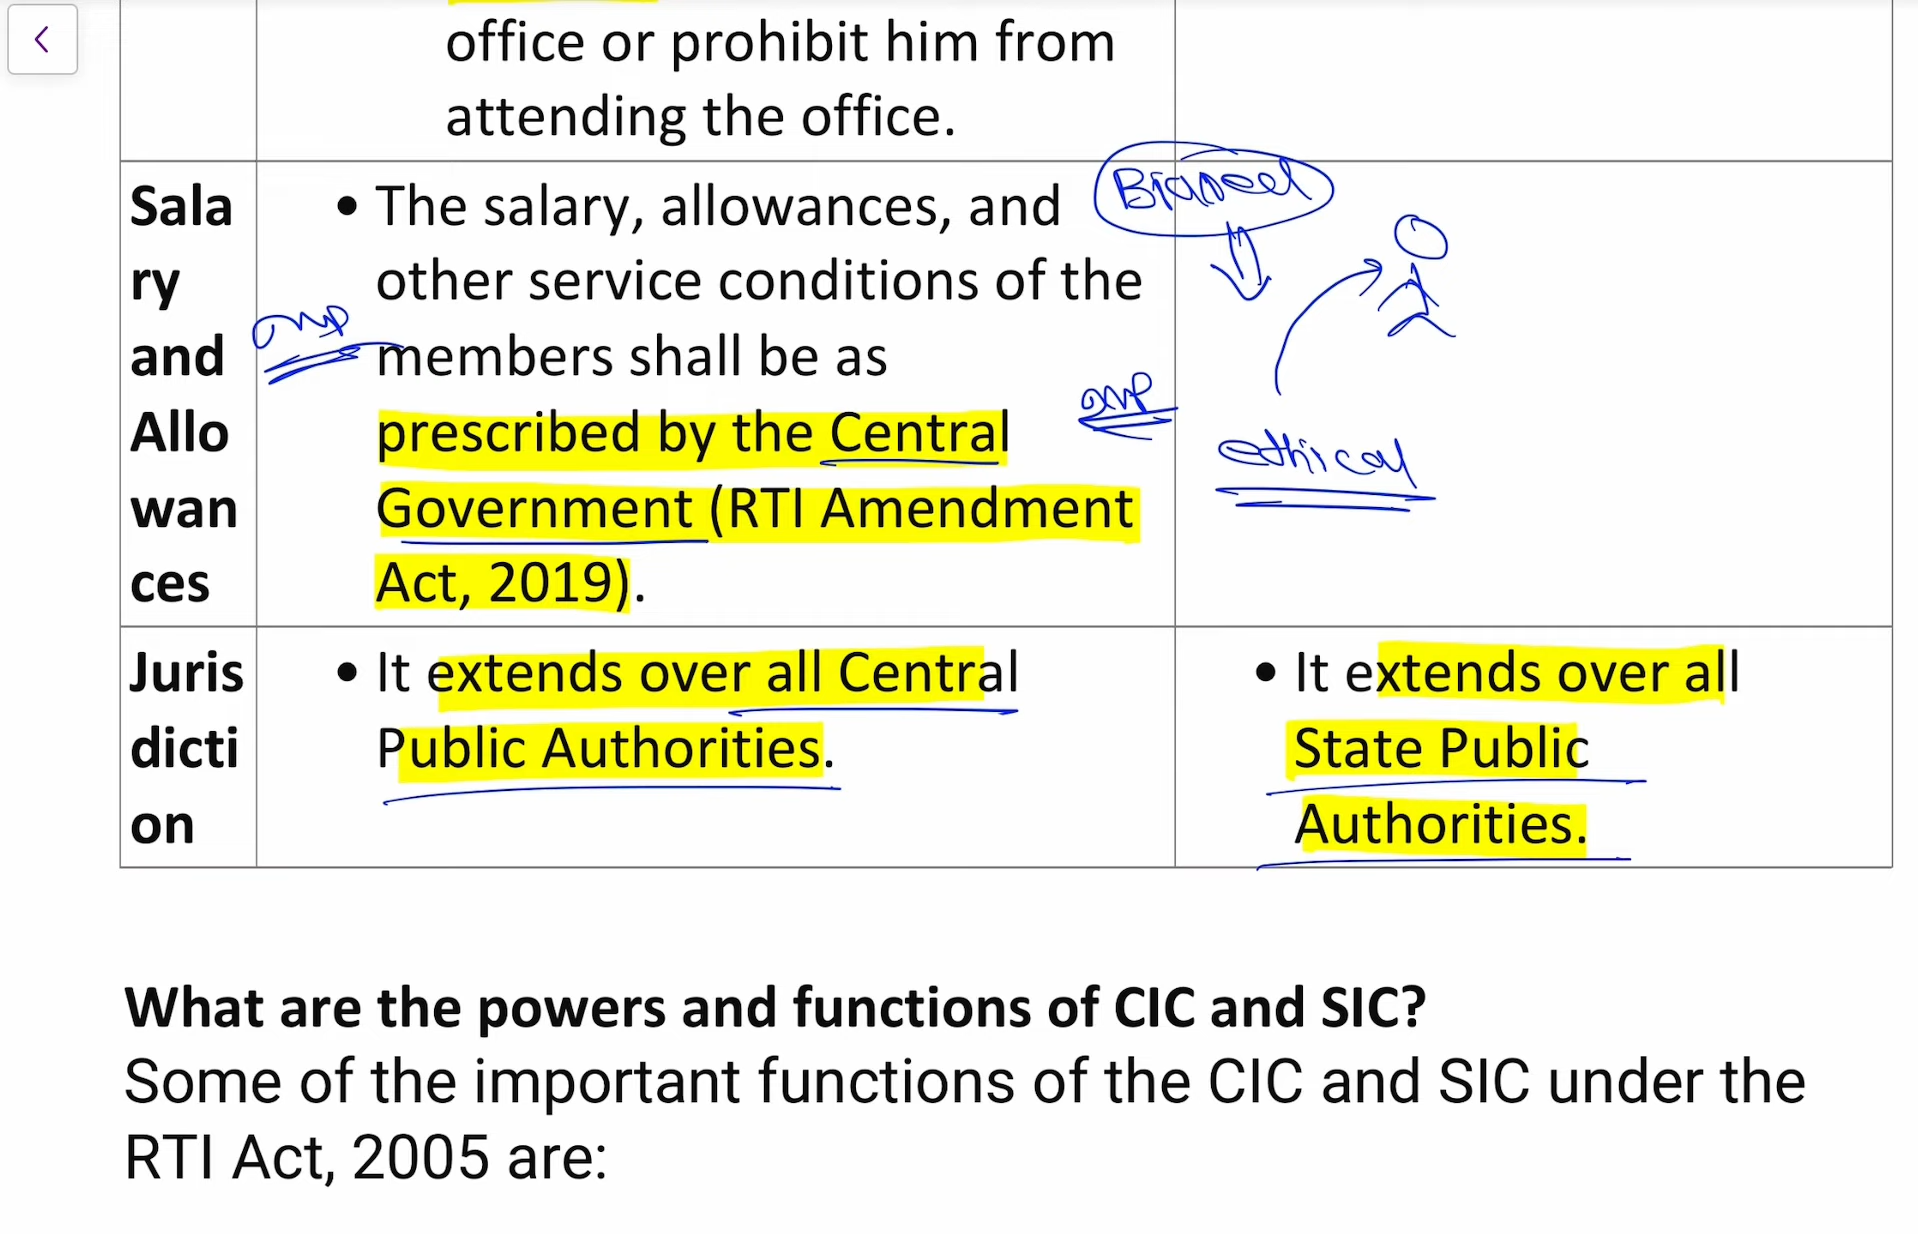 office or prohibit him from
attending the office.
Sala
ry
and
Allo
wan
ces
• The salary, allowances, and
other service conditions of the
members shall be as
prescribed by the Central
Government (RTI Amendment
Act, 2019).
imp
imp
ethical
Juris
dicti
on
• It extends over all Central
Public Authorities.
• It extends over all
State Public
Authorities.
What are the powers and functions of CIC and SIC?
Some of the important functions of the CIC and SIC under the
RTI Act, 2005 are: